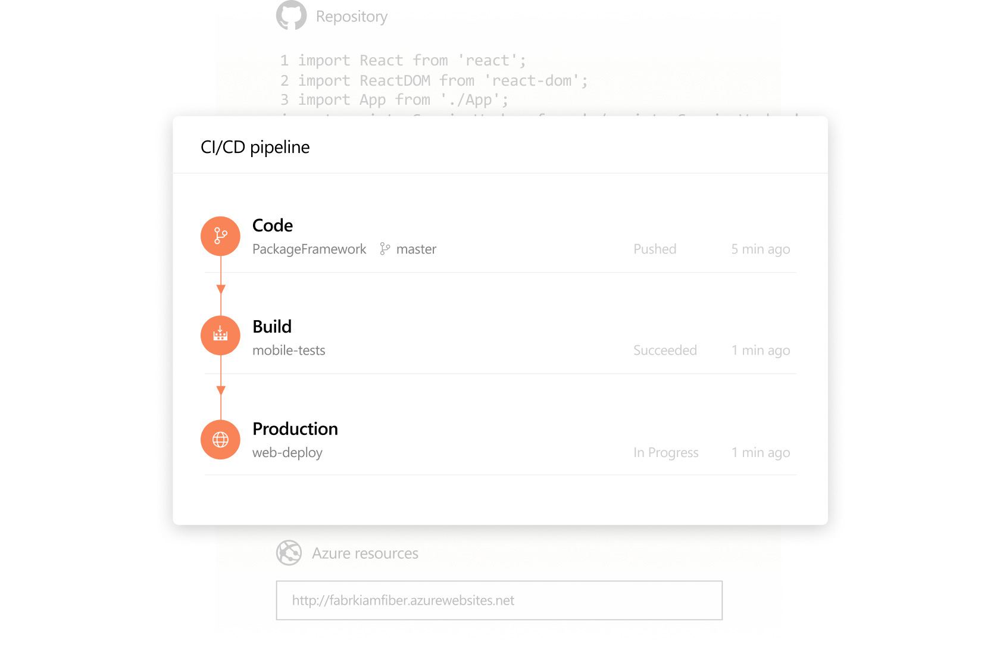 Repository
1 import React from 'react';
2 import ReactDOM from 'react-dom';
3 import App from './App';
CI/CD pipeline
Code
PackageFramework master Pushed 5 min ago
Build
mobile-tests Succeeded 1 min ago
Production
web-deploy In Progress 1 min ago
Azure resources
http://fabrkiamfiber.azurewebsites.net